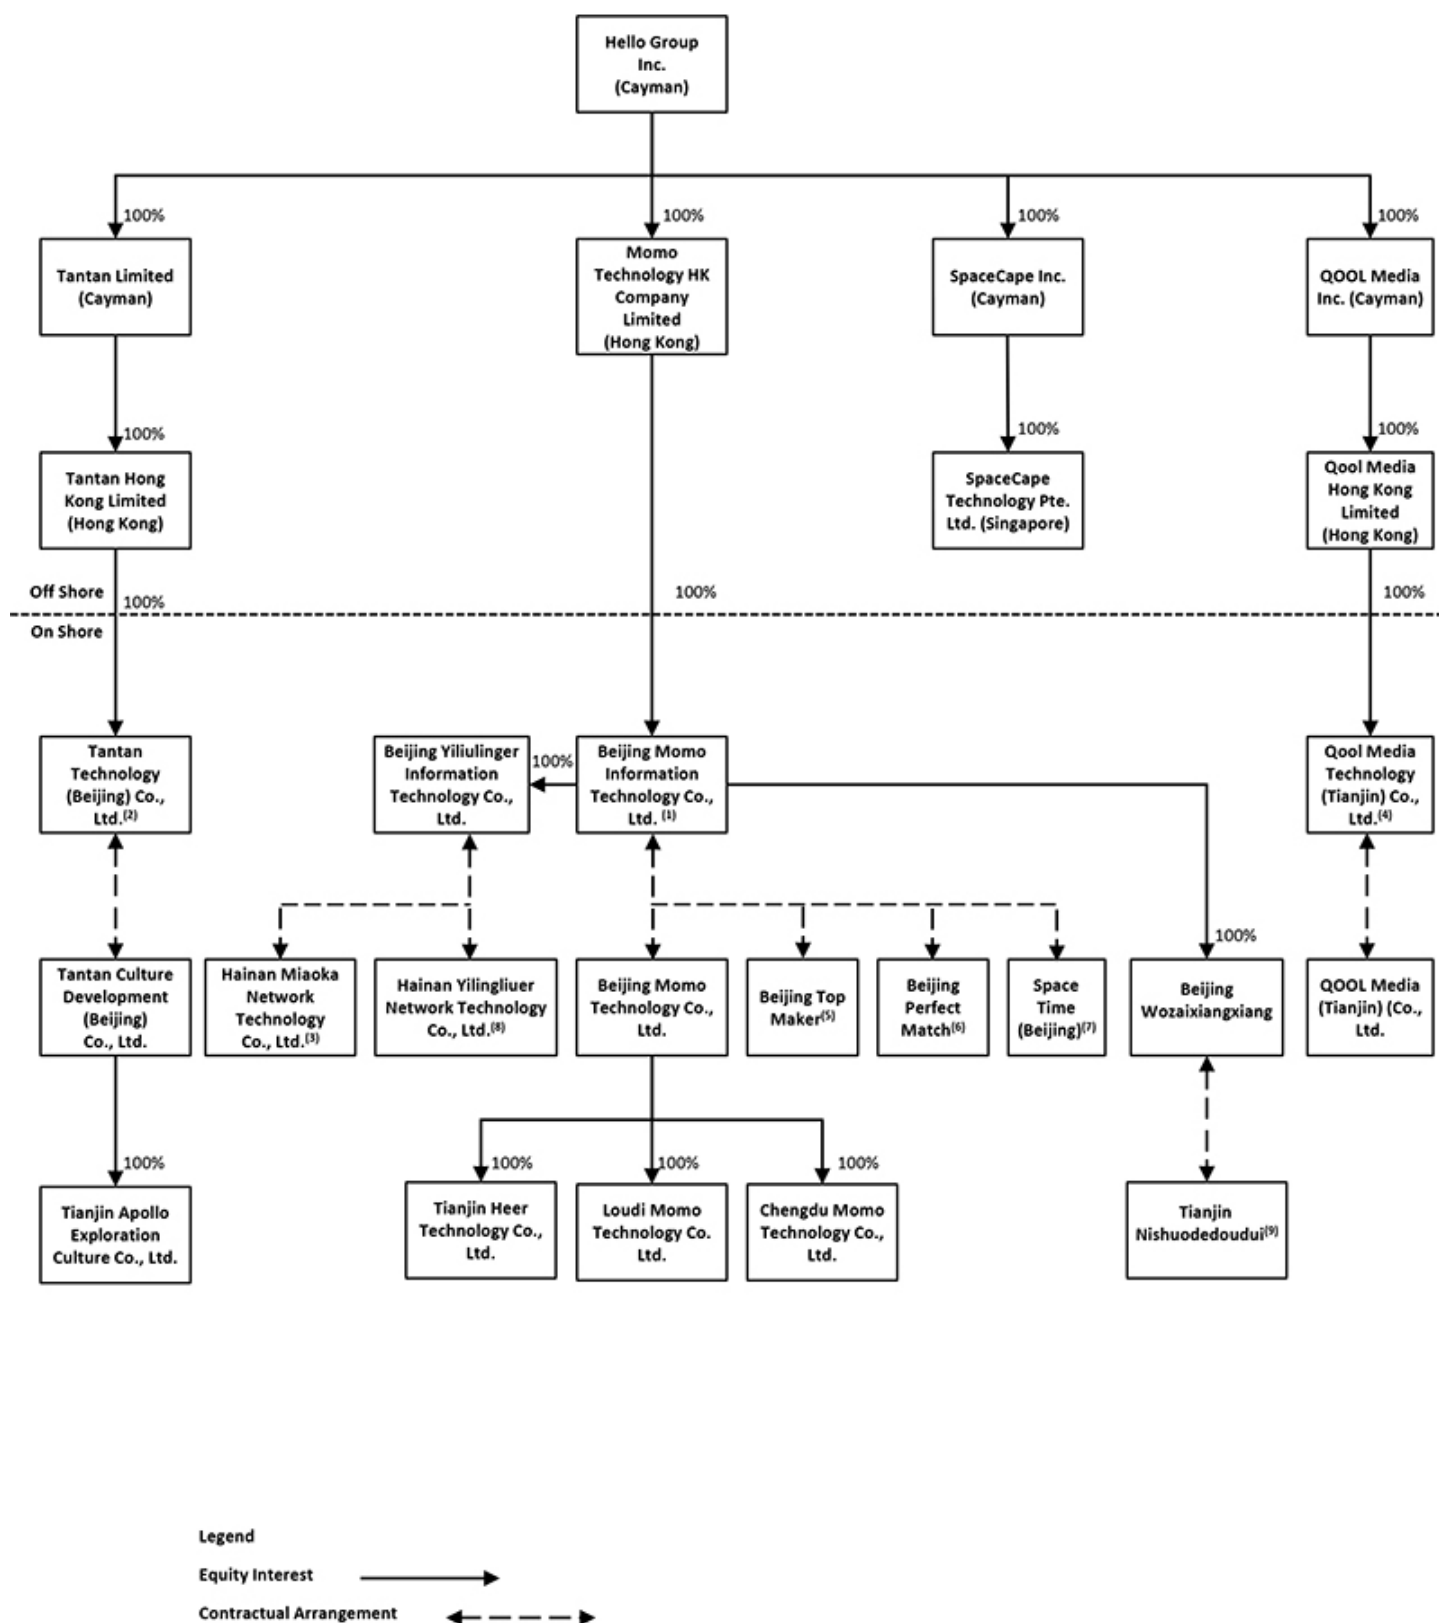 Hello Group
Inc.
(Cayman)
100%
100%
100%
100%
Tantan Limited
(Cayman)
Momo
Technology HK
Company
Limited
(Hong Kong)
SpaceCape Inc.
(Cayman)
QOOL Media
Inc. (Cayman)
100%
100%
100%
Tantan Hong
Kong Limited
(Hong Kong)
SpaceCape
Technology Pte.
Ltd. (Singapore)
Qool Media
Hong Kong
Limited
(Hong Kong)
Off Shore
100%
100%
100%
On Shore
Tantan
Technology
(Beijing) Co.,
Ltd.(2)
Beijing Yiliulinger
Information
Technology Co.,
Ltd.
100%
Beijing Momo
Information
Technology Co.,
Ltd. (1)
Qool Media
Technology
(Tianjin) Co.,
Ltd.(4)
100%
Tantan Culture
Development
(Beijing)
Co., Ltd.
Hainan Miaoka
Network
Technology
Co., Ltd.(3)
Hainan Yilingliuer
Network Technology
Co., Ltd.(8)
Beijing Momo
Technology Co.,
Ltd.
Beijing Top
Maker(5)
Beijing
Perfect
Match(6)
Space
Time
(Beijing)(7)
Beijing
Wozaixiangxiang
QOOL Media
(Tianjin) (Co.,
Ltd.
100%
100%
100%
100%
Tianjin Apollo
Exploration
Culture Co., Ltd.
Tianjin Heer
Technology Co.,
Ltd.
Loudi Momo
Technology Co.
Ltd.
Chengdu Momo
Technology Co.,
Ltd.
Tianjin
Nishuodedoudui(9)
Legend
Equity Interest
Contractual Arrangement